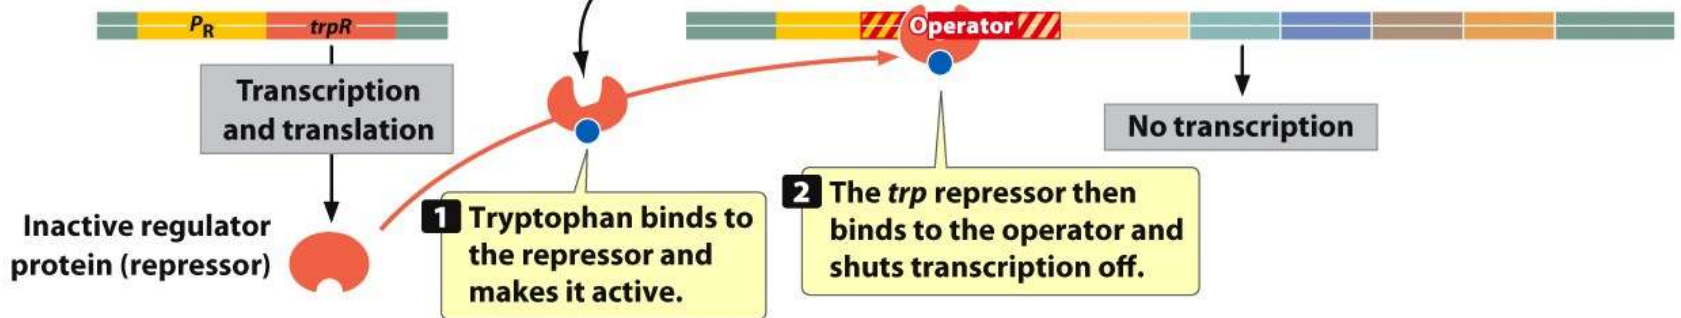 PR
trpR
Operator
Transcription
and translation
No transcription
Inactive regulator
protein (repressor)
1 Tryptophan binds to
the repressor and
makes it active.
2 The trp repressor then
binds to the operator and
shuts transcription off.